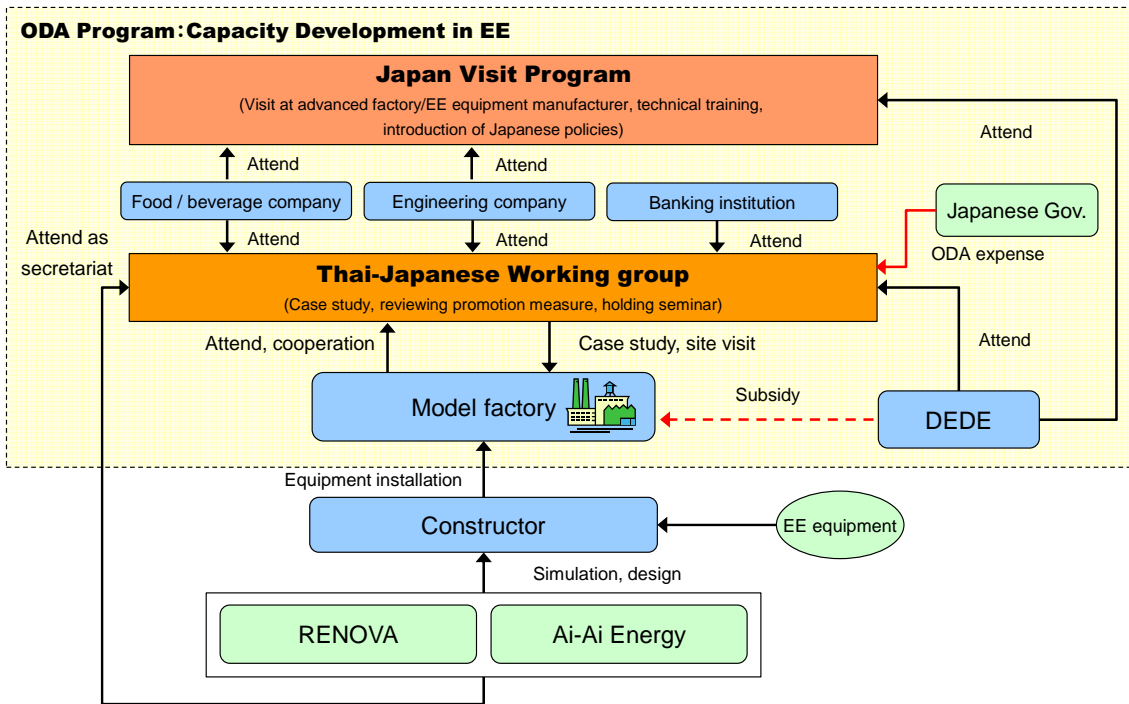 ODA Program:Capacity Development in EE
Japan Visit Program
(Visit at advanced factory/EE equipment manufacturer, technical training,
introduction of Japanese policies)
Attend
Attend
Attend
Food / beverage company
Engineering company
Banking institution
Japanese Gov.
Attend as
secretariat
Attend
Attend
Attend
ODA expense
Thai-Japanese Working group
(Case study, reviewing promotion measure, holding seminar)
Attend, cooperation
Case study, site visit
Attend
Model factory
Subsidy
DEDE
Equipment installation
Constructor
EE equipment
Simulation, design
RENOVA
Ai-Ai Energy